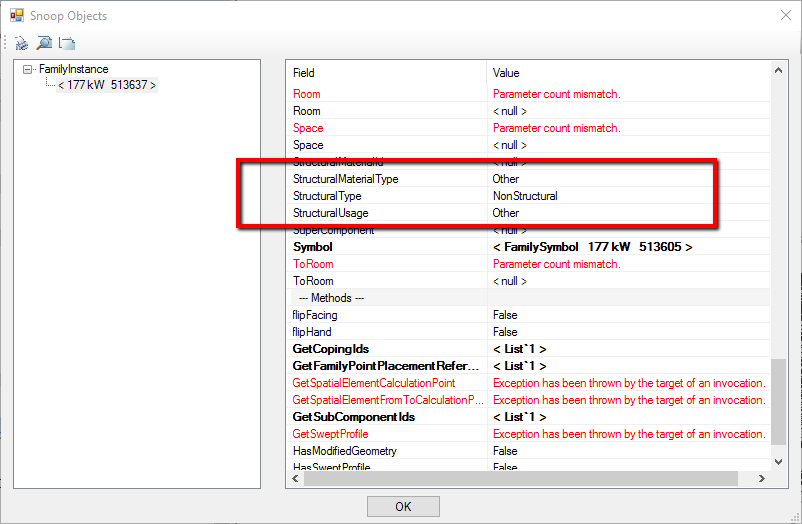 Snoop Objects
FamilyInstance
< 177 kW 513637 >
Field Value
Room Parameter count mismatch.
Room < null >
Space Parameter count mismatch.
Space < null >
StructuralMaterialId < null >
StructuralMaterialType Other
StructuralType NonStructural
StructuralUsage Other
SuperComponent < null >
Symbol < FamilySymbol 177 kW 513605 >
ToRoom Parameter count mismatch.
ToRoom < null >
--- Methods ---
flipFacing False
flipHand False
GetCopingIds < List`1 >
GetFamilyPointPlacementRefer... < List`1 >
GetSpatialElementCalculationPoint Exception has been thrown by the target of an invocation.
GetSpatialElementFromToCalculationP... Exception has been thrown by the target of an invocation.
GetSubComponentIds < List`1 >
GetSweptProfile Exception has been thrown by the target of an invocation.
HasModifiedGeometry False
HasSweptProfile False
OK